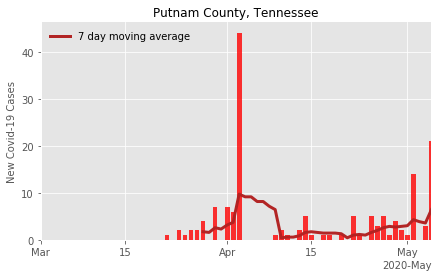 Putnam County, Tennessee
7 day moving average
New Covid-19 Cases
40
30
20
10
0
Mar
15
Apr
15
May
2020-May